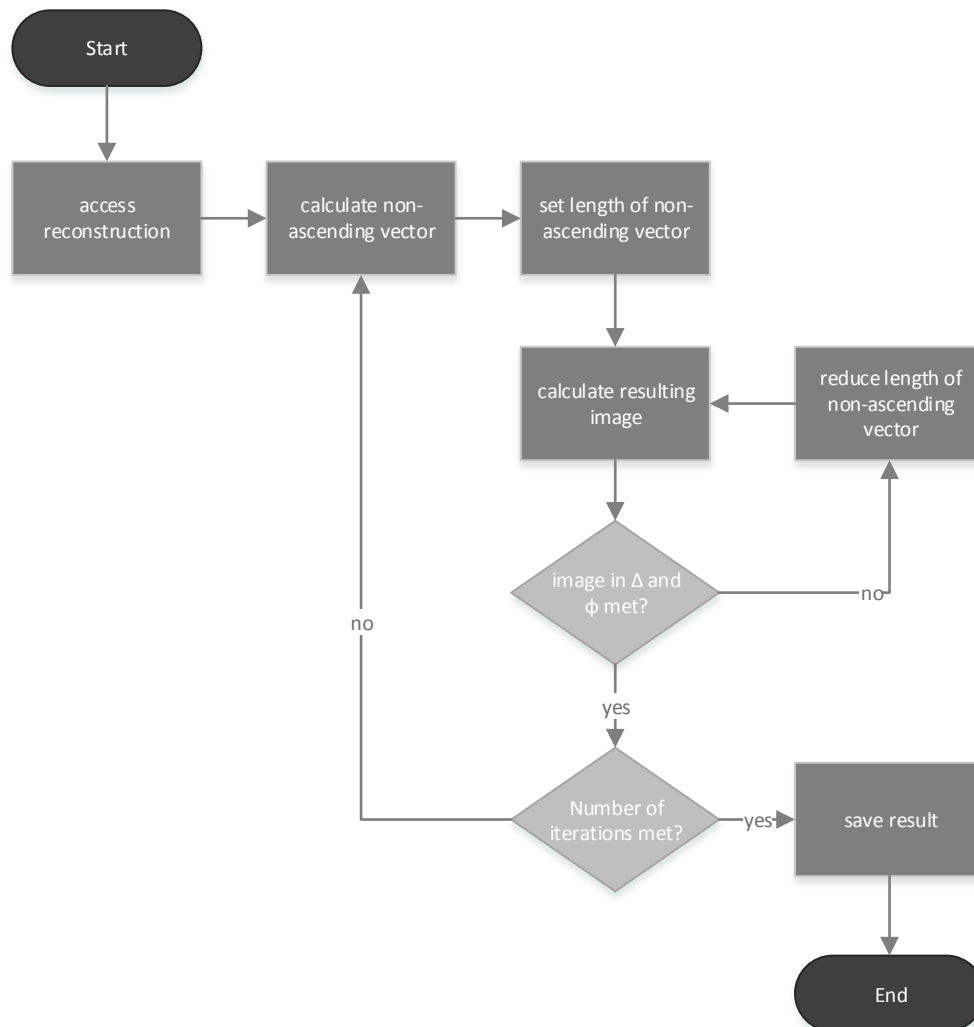 Start
access
reconstruction
calculate non-
ascending vector
set length of non-
ascending vector
calculate resulting
image
reduce length of
non-ascending
vector
image in Δ and
ϕ met?
no
no
yes
Number of
iterations met?
yes
save result
End